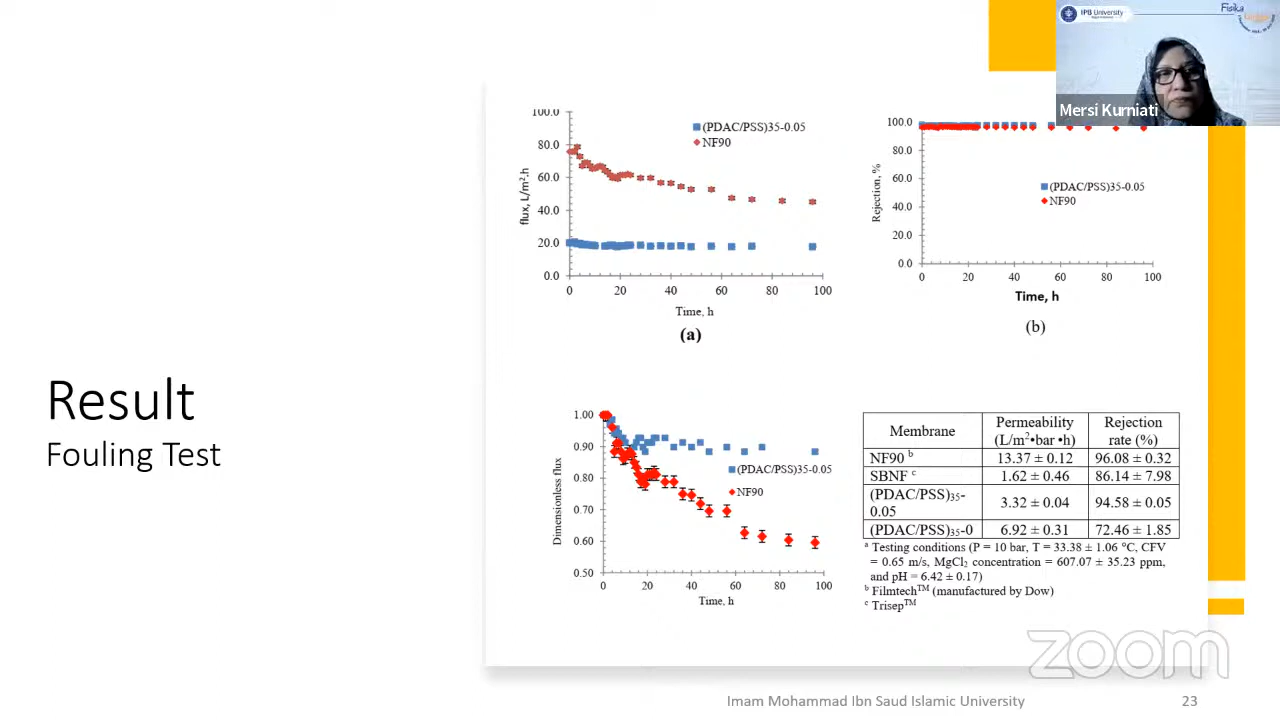 IPB University
Fisika
Mersi Kurniati
Result
Fouling Test
100.0
80.0
60.0
40.0
20.0
0.0
flux, L/m².h
0 20 40 60 80 100
Time, h
(PDAC/PSS)35-0.05
NF90
(a)
100.0
80.0
60.0
40.0
20.0
0.0
Rejection, %
0 20 40 60 80 100
Time, h
(PDAC/PSS)35-0.05
NF90
(b)
1.00
0.90
0.80
0.70
0.60
0.50
Dimensionless flux
0 20 40 60 80 100
Time, h
(PDAC/PSS)35-0.05
NF90
Membrane Permeability (L/m²•bar •h) Rejection rate (%)
NF90 ᵇ 13.37 ± 0.12 96.08 ± 0.32
SBNF ᶜ 1.62 ± 0.46 86.14 ± 7.98
(PDAC/PSS)₃₅-0.05 3.32 ± 0.04 94.58 ± 0.05
(PDAC/PSS)₃₅-0 6.92 ± 0.31 72.46 ± 1.85
ᵃ Testing conditions (P = 10 bar, T = 33.38 ± 1.06 °C, CFV
= 0.65 m/s, MgCl₂ concentration = 607.07 ± 35.23 ppm,
and pH = 6.42 ± 0.17)
ᵇ Filmtech™ (manufactured by Dow)
ᶜ Trisep™
zoom
Imam Mohammad Ibn Saud Islamic University
23